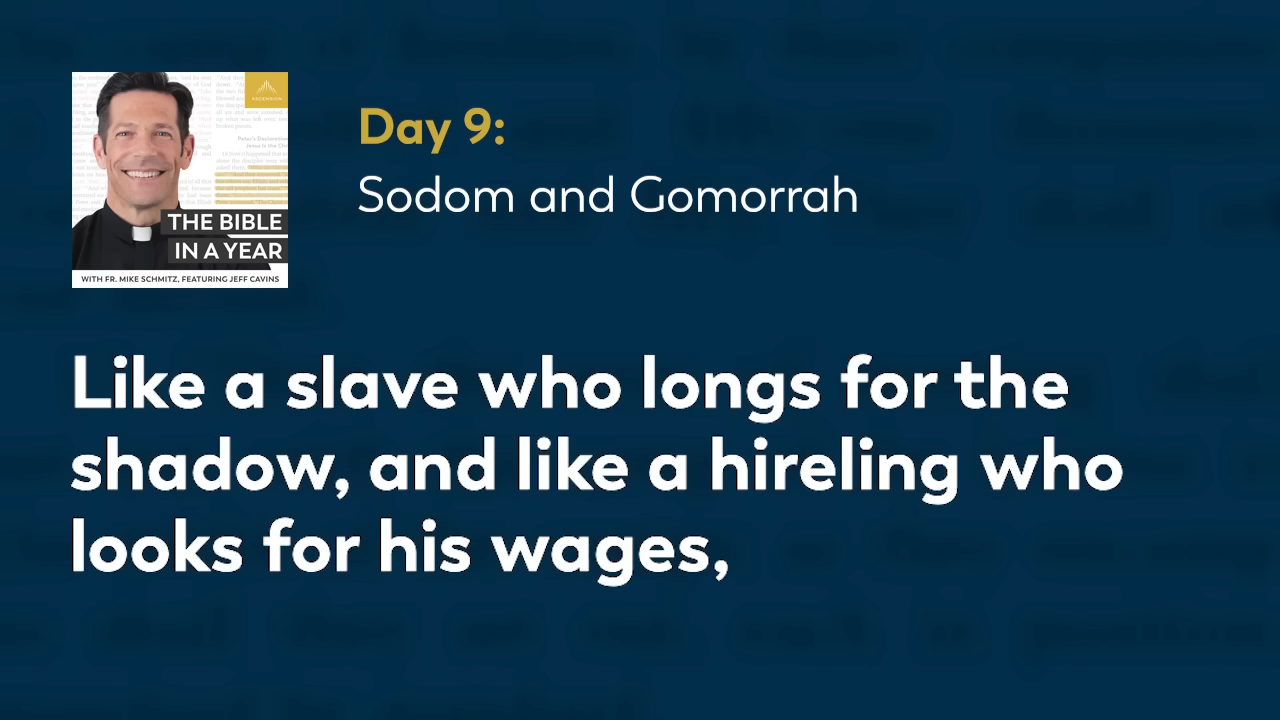 Day 9:
Sodom and Gomorrah
ASCENSION
THE BIBLE
IN A YEAR
WITH FR. MIKE SCHMITZ, FEATURING JEFF CAVINS
Like a slave who longs for the
shadow, and like a hireling who
looks for his wages,